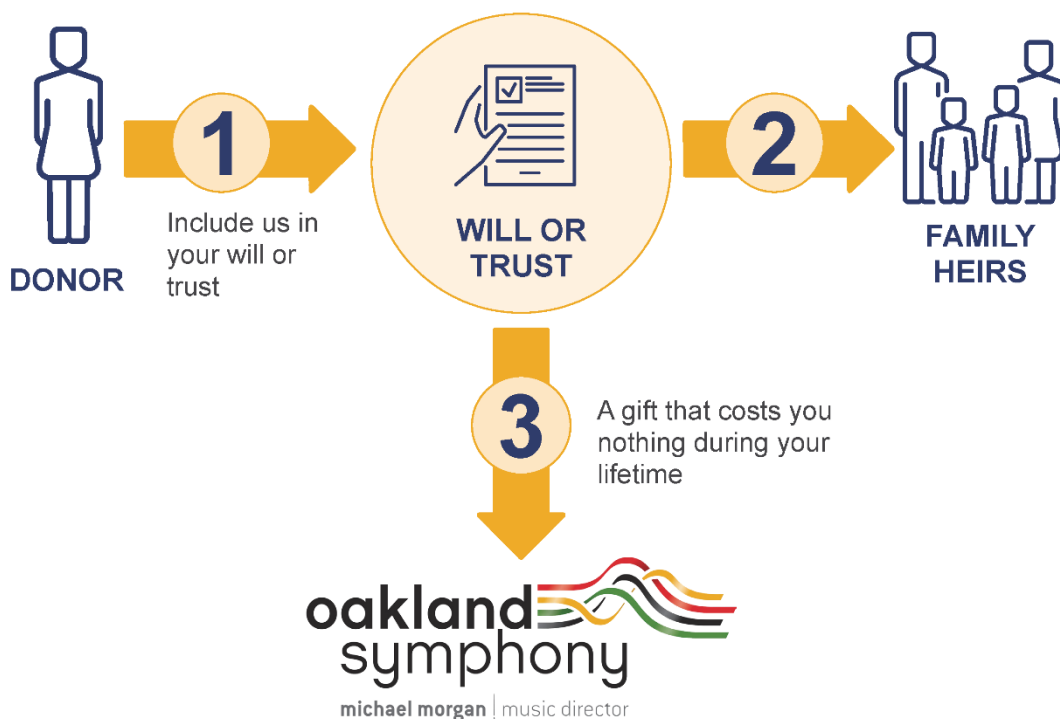 1
Include us in
your will or
trust
DONOR
WILL OR
TRUST
2
FAMILY
HEIRS
3
A gift that costs you
nothing during your
lifetime
oakland
symphony
michael morgan | music director